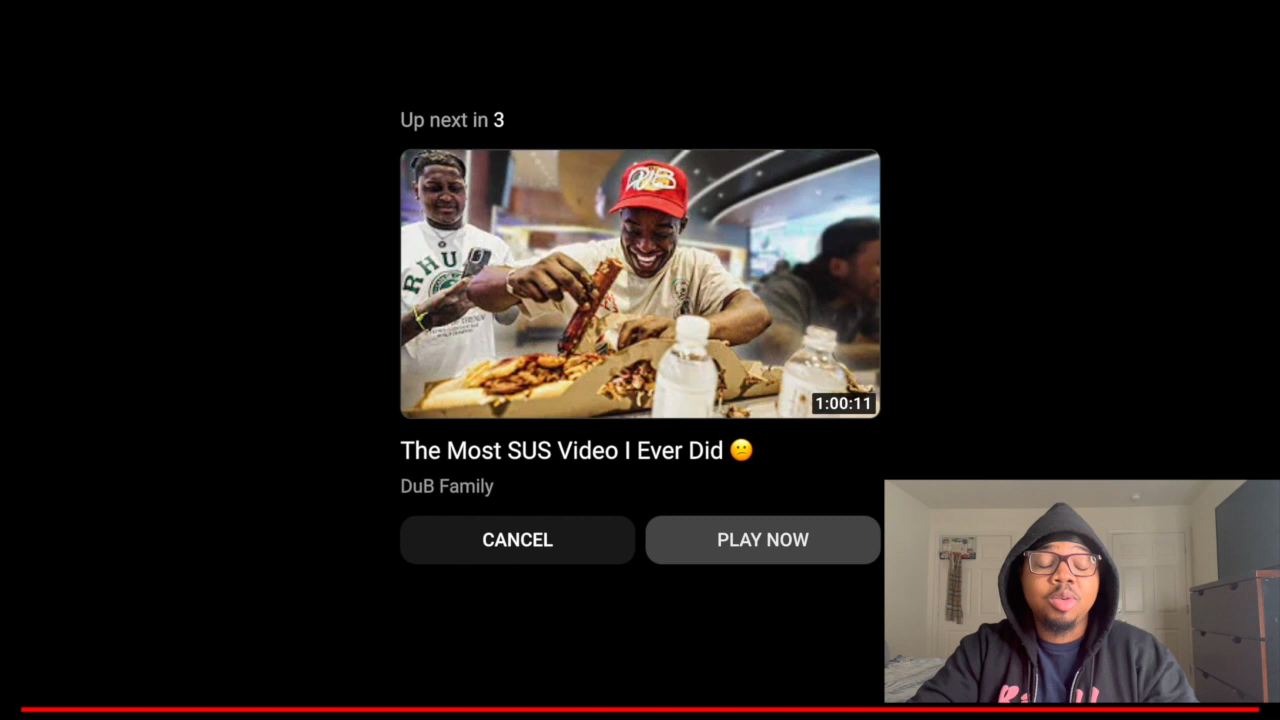 Up next in 3
DUB
RHU
1:00:11
The Most SUS Video I Ever Did 😕
DuB Family
CANCEL
PLAY NOW